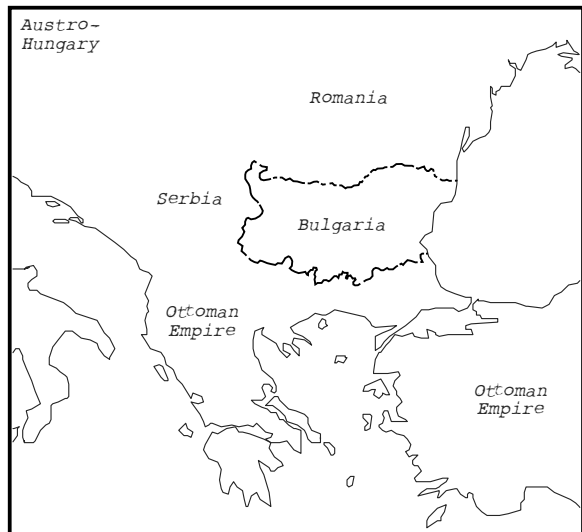 Austro-
Hungary
Romania
Serbia
Bulgaria
Ottoman
Empire
Ottoman
Empire